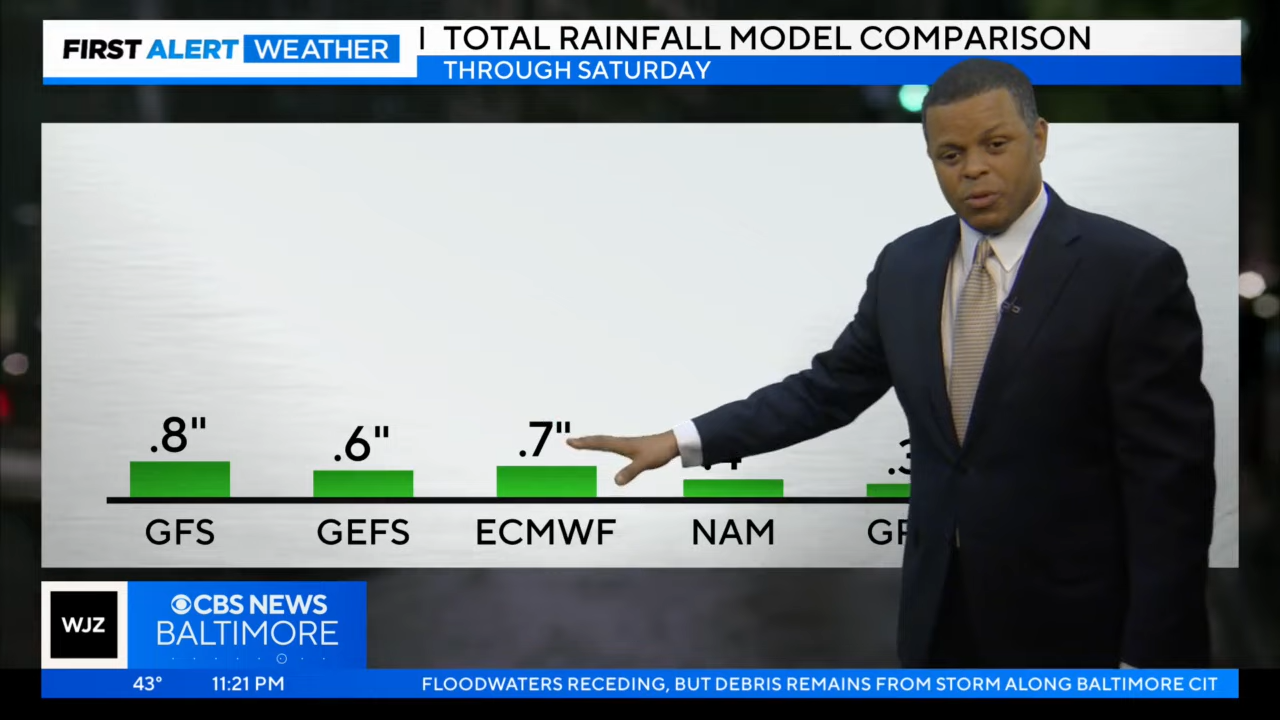 FIRST ALERT WEATHER
TOTAL RAINFALL MODEL COMPARISON
THROUGH SATURDAY
.8" .6" .7"
GFS GEFS ECMWF NAM
WJZ
CBS NEWS
BALTIMORE
43° 11:21 PM FLOODWATERS RECEDING, BUT DEBRIS REMAINS FROM STORM ALONG BALTIMORE CIT